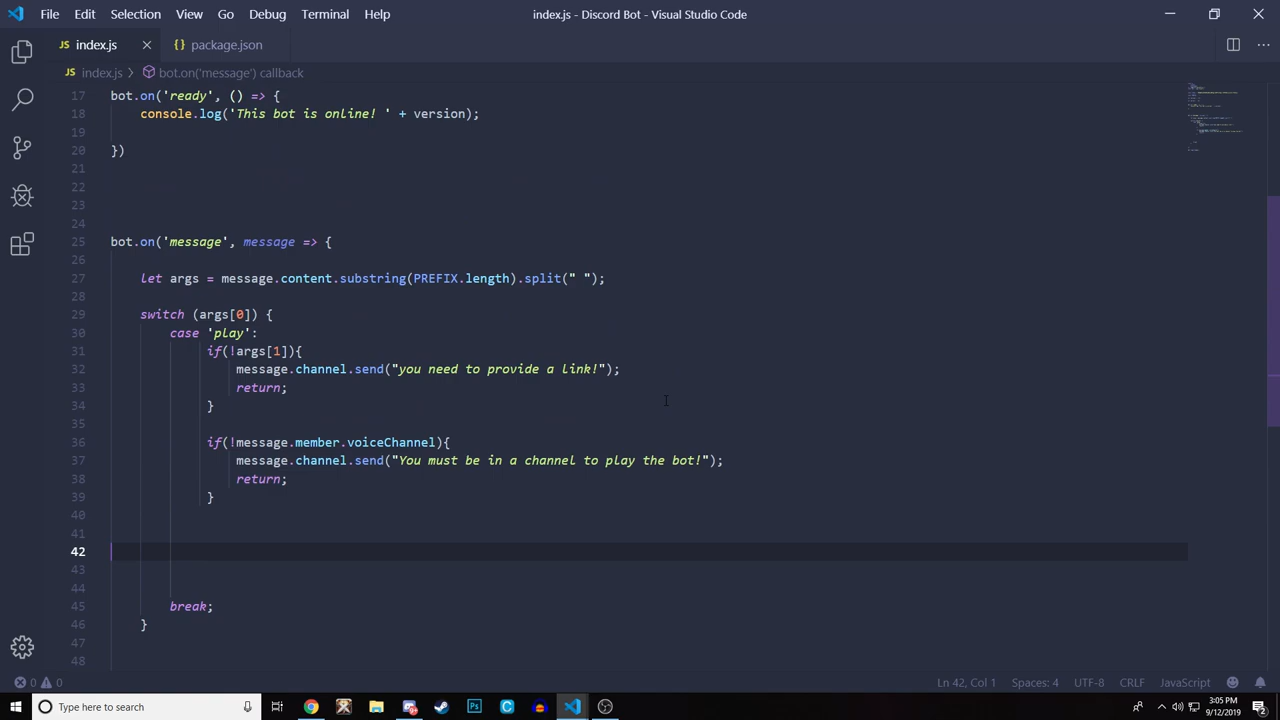 File Edit Selection View Go Debug Terminal Help index.js - Discord Bot - Visual Studio Code
JS index.js {} package.json
JS index.js > bot.on('message') callback
17 bot.on('ready', () => {
18 console.log('This bot is online! ' + version);
19
20 })
21
22
23
24
25 bot.on('message', message => {
26
27 let args = message.content.substring(PREFIX.length).split(" ");
28
29 switch (args[0]) {
30 case 'play':
31 if(!args[1]){
32 message.channel.send("you need to provide a link!");
33 return;
34 }
35
36 if(!message.member.voiceChannel){
37 message.channel.send("You must be in a channel to play the bot!");
38 return;
39 }
40
41
42
43
44
45 break;
46 }
47
48
0 0 Ln 42, Col 1 Spaces: 4 UTF-8 CRLF JavaScript
Type here to search
3:05 PM
9/12/2019
2